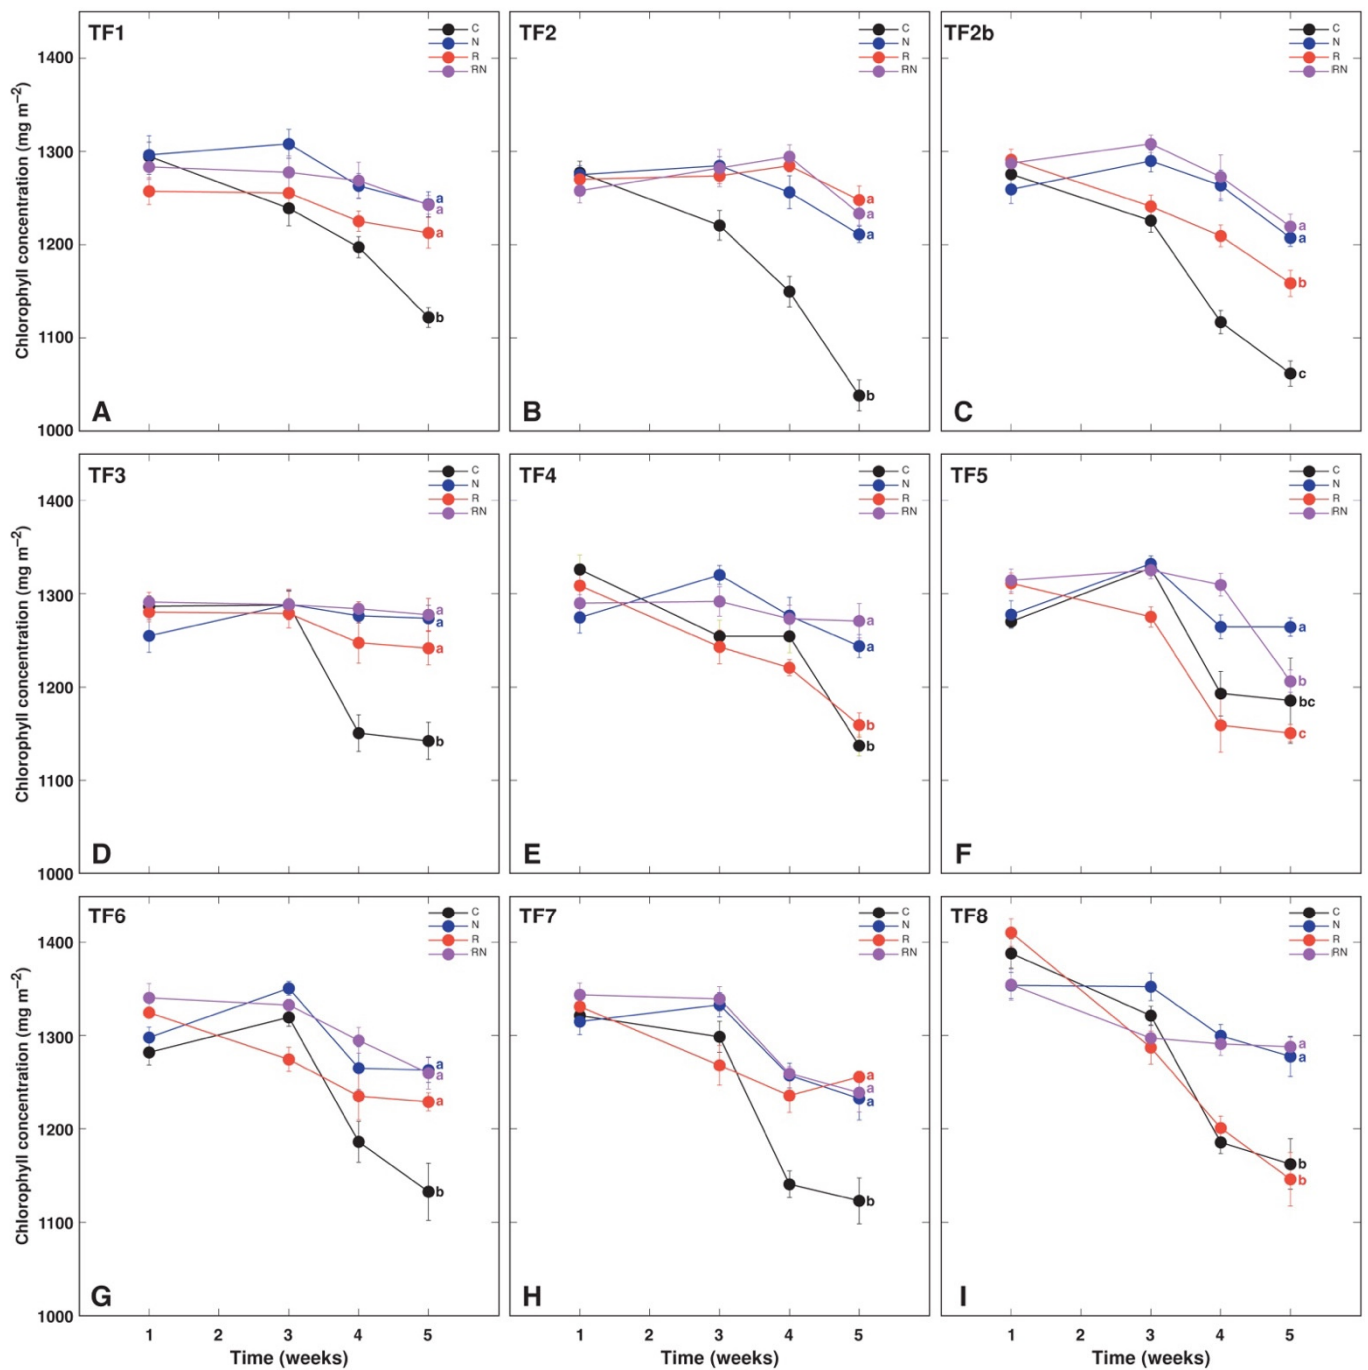 TF1
C
N
R
RN
1400
1300
1200
1100
1000
Chlorophyll concentration (mg m⁻²)
a
a
a
b
A
TF2
C
N
R
RN
a
a
a
b
B
TF2b
C
N
R
RN
a
a
b
c
C
TF3
C
N
R
RN
1400
1300
1200
1100
1000
Chlorophyll concentration (mg m⁻²)
a
a
a
b
D
TF4
C
N
R
RN
a
a
b
b
E
TF5
C
N
R
RN
a
b
bc
c
F
TF6
C
N
R
RN
1400
1300
1200
1100
1000
Chlorophyll concentration (mg m⁻²)
a
a
a
b
G
1 2 3 4 5
Time (weeks)
TF7
C
N
R
RN
a
a
a
b
H
1 2 3 4 5
Time (weeks)
TF8
C
N
R
RN
a
a
b
b
I
1 2 3 4 5
Time (weeks)